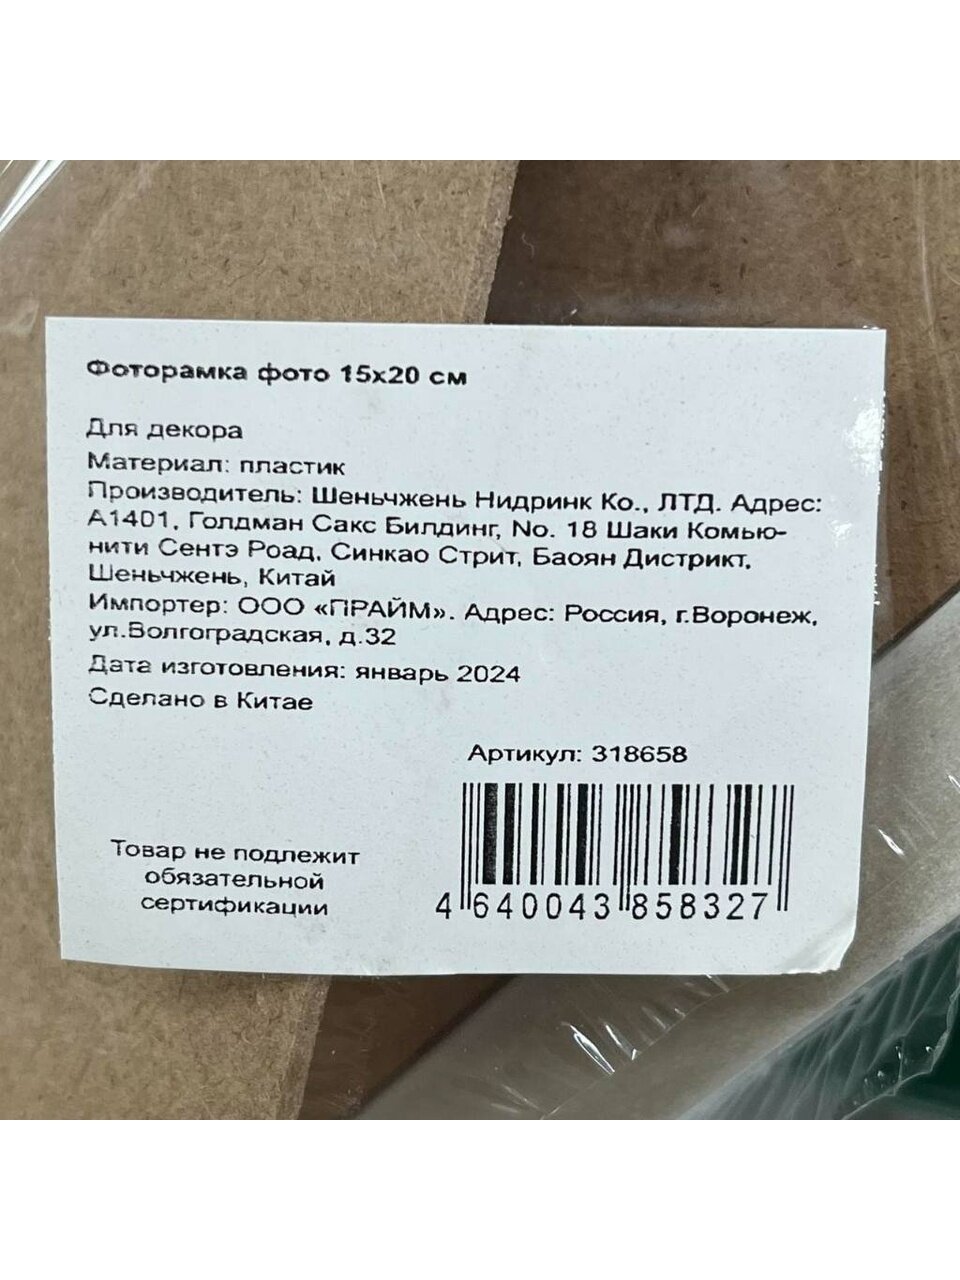 Фоторамка фото 15х20 см
Для декора
Материал: пластик
Производитель: Шеньчжень Нидринк Ко., ЛТД. Адрес:
А1401, Голдман Сакс Билдинг, No. 18 Шаки Комью-
нити Сентэ Роад, Синкао Стрит, Баоян Дистрикт,
Шеньчжень, Китай
Импортер: ООО «ПРАЙМ». Адрес: Россия, г.Воронеж,
ул.Волгоградская, д.32
Дата изготовления: январь 2024
Сделано в Китае
Артикул: 318658
Товар не подлежит
обязательной
сертификации
4 640043 858327